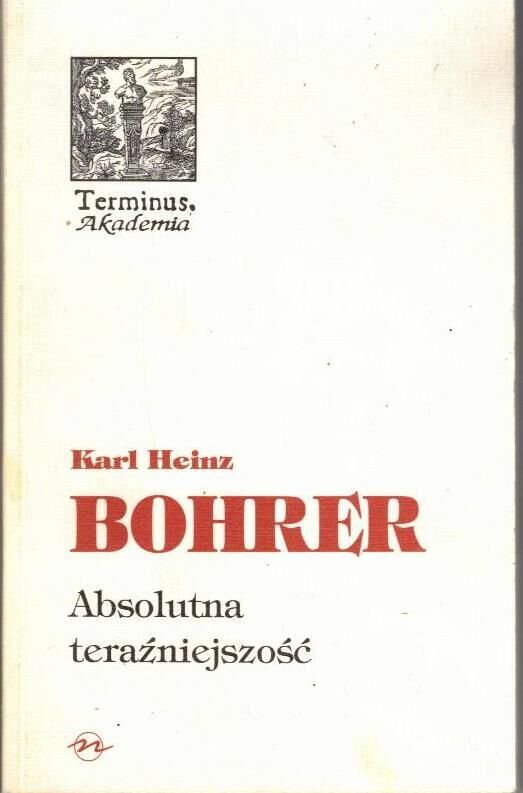 Terminus.
Akademia
Karl Heinz
BOHRER
Absolutna
teraźniejszość
n